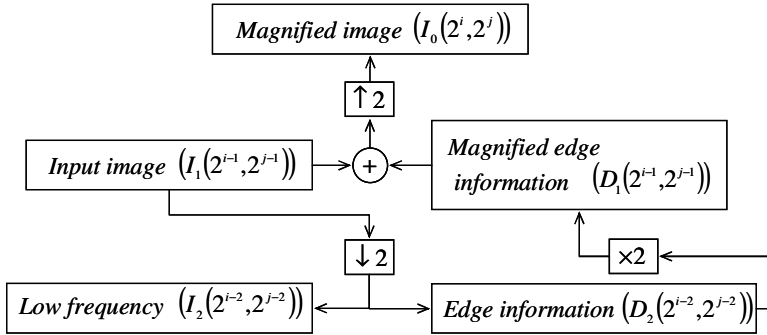 Magnified image (I₀(2ⁱ,2ʲ))
↑2
Input image (I₁(2ⁱ⁻¹,2ʲ⁻¹))
+
Magnified edge
information (D₁(2ⁱ⁻¹,2ʲ⁻¹))
↓2
×2
Low frequency (I₂(2ⁱ⁻²,2ʲ⁻²))
Edge information (D₂(2ⁱ⁻²,2ʲ⁻²))